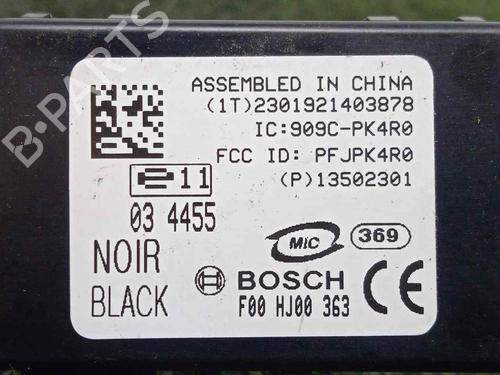 B-PARTS
ASSEMBLED IN CHINA
(1T)2301921403878
IC:909C-PK4R0
FCC ID: PFJPK4R0
(P)13502301
e11
03 4455
MIC
369
NOIR
BOSCH
BLACK
F00 HJ00 363
CE